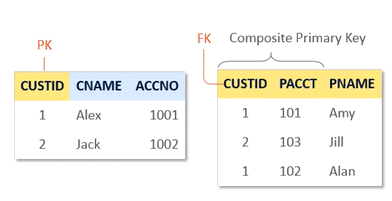 PK
CUSTID CNAME ACCNO
1 Alex 1001
2 Jack 1002
FK Composite Primary Key
CUSTID PACCT PNAME
1 101 Amy
2 103 Jill
1 102 Alan